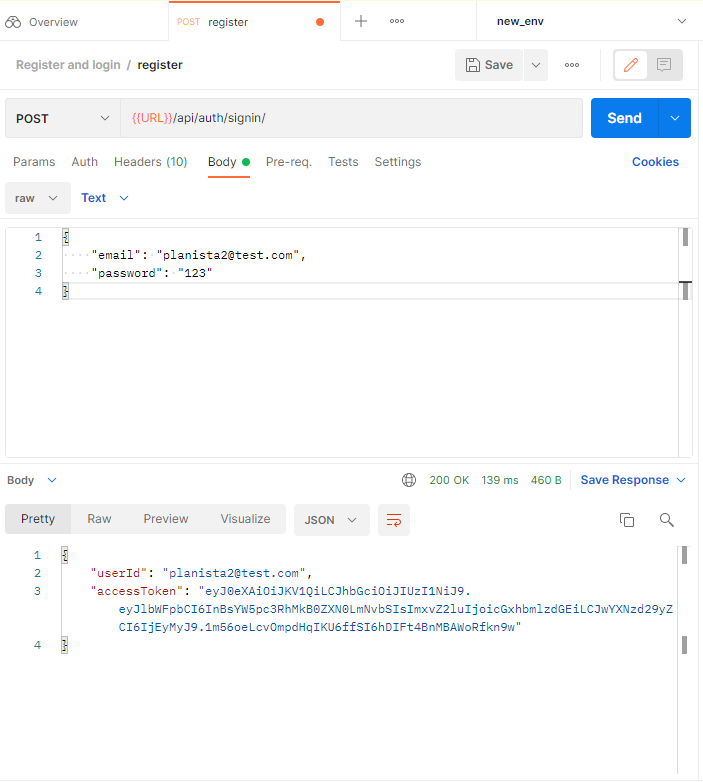 Overview
POST register
new_env
Register and login / register
Save
POST
{{URL}}/api/auth/signin/
Send
Params Auth Headers (10) Body Pre-req. Tests Settings
Cookies
raw
Text
1 {
2 "email": "planista2@test.com",
3 "password": "123"
4 }
Body
200 OK 139 ms 460 B
Save Response
Pretty Raw Preview Visualize
JSON
1 {
2 "userId": "planista2@test.com",
3 "accessToken": "eyJ0eXAiOiJKV1QiLCJhbGciOiJIUzI1NiJ9.
eyJlbWFpbCI6InBsYW5pc3RhMkB0ZXN0LmNvbSIsImxvZ2luIjoicGxhbmlzdGEiLCJwYXNzd29yZ
CI6IjEyMyJ9.1m56oeLcvOmpdHqIKU6ffSI6hDIFt4BnMBAWoRfkn9w"
4 }